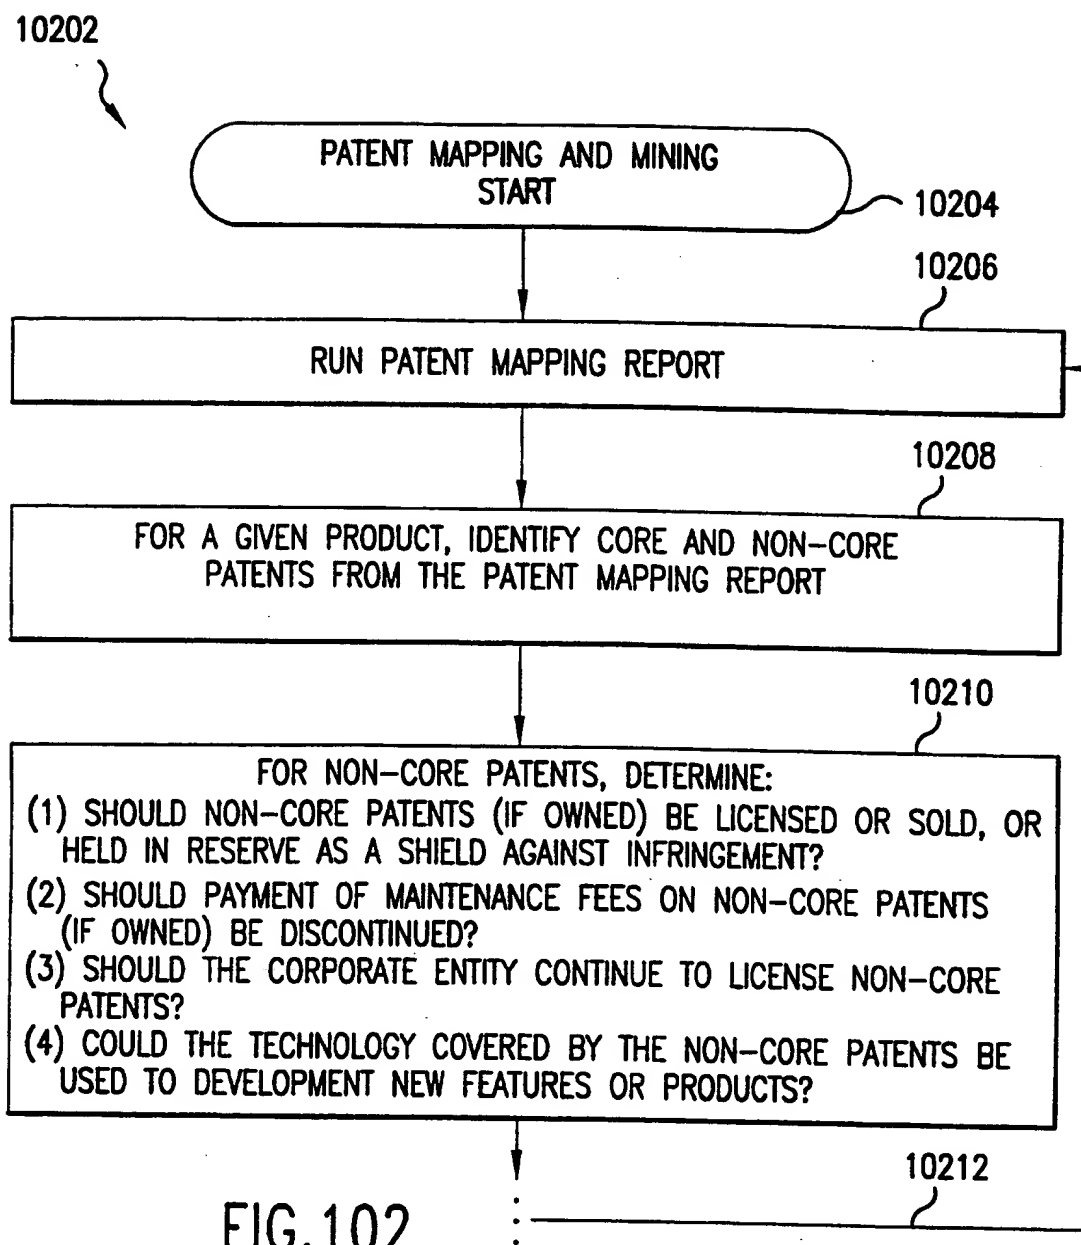 10202
PATENT MAPPING AND MINING
START
10204
10206
RUN PATENT MAPPING REPORT
10208
FOR A GIVEN PRODUCT, IDENTIFY CORE AND NON-CORE
PATENTS FROM THE PATENT MAPPING REPORT
10210
FOR NON-CORE PATENTS, DETERMINE:
(1) SHOULD NON-CORE PATENTS (IF OWNED) BE LICENSED OR SOLD, OR
HELD IN RESERVE AS A SHIELD AGAINST INFRINGEMENT?
(2) SHOULD PAYMENT OF MAINTENANCE FEES ON NON-CORE PATENTS
(IF OWNED) BE DISCONTINUED?
(3) SHOULD THE CORPORATE ENTITY CONTINUE TO LICENSE NON-CORE
PATENTS?
(4) COULD THE TECHNOLOGY COVERED BY THE NON-CORE PATENTS BE
USED TO DEVELOPMENT NEW FEATURES OR PRODUCTS?
10212
FIG.102